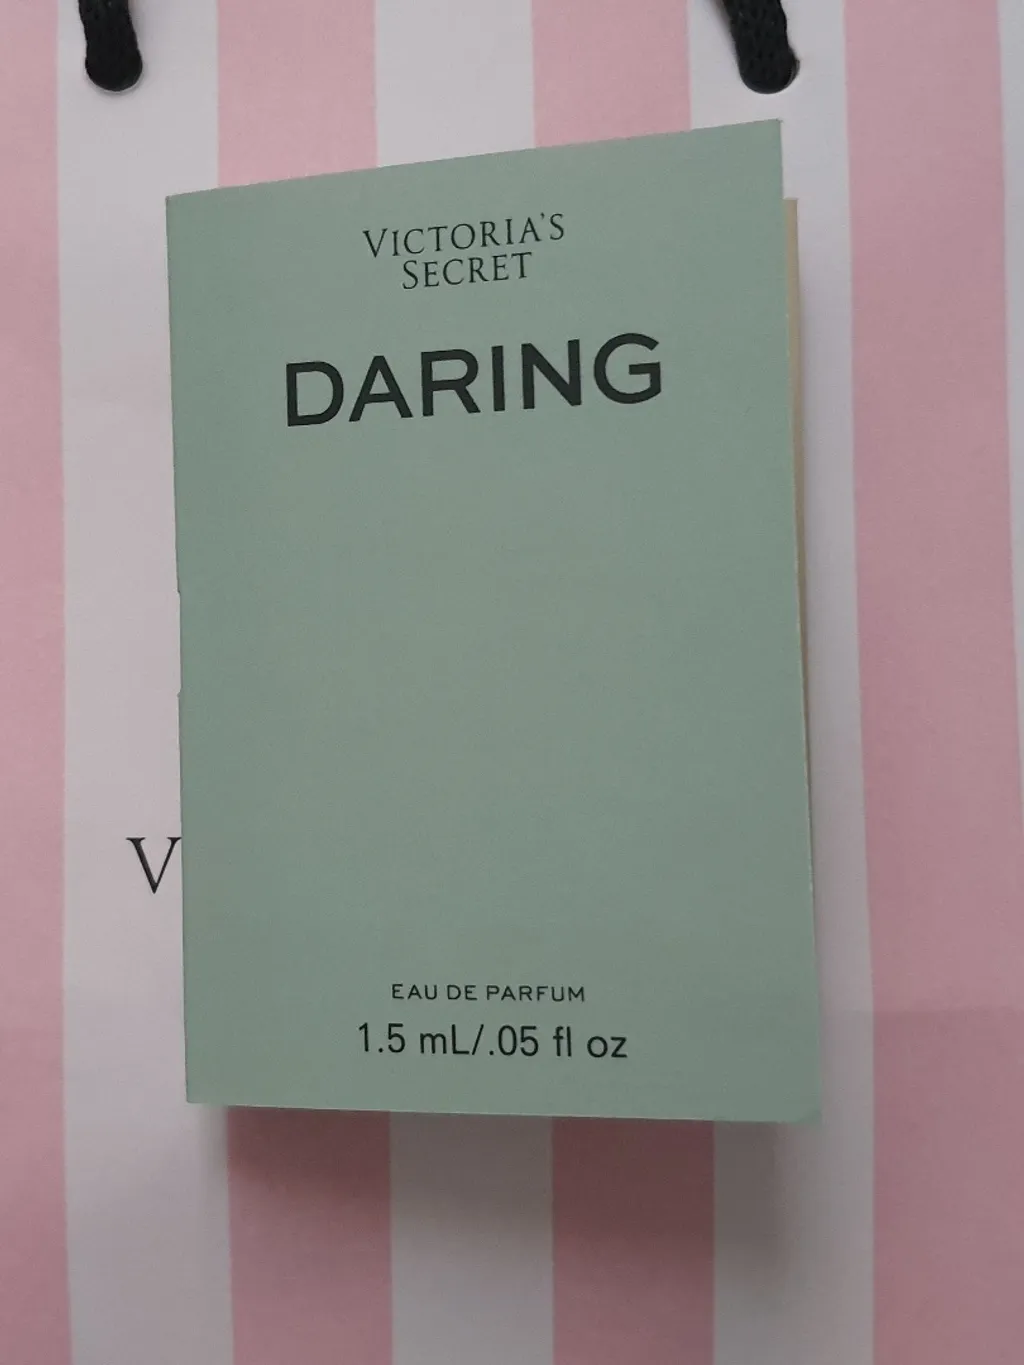 VICTORIA'S
SECRET
DARING
V
EAU DE PARFUM
1.5 mL/.05 fl oz